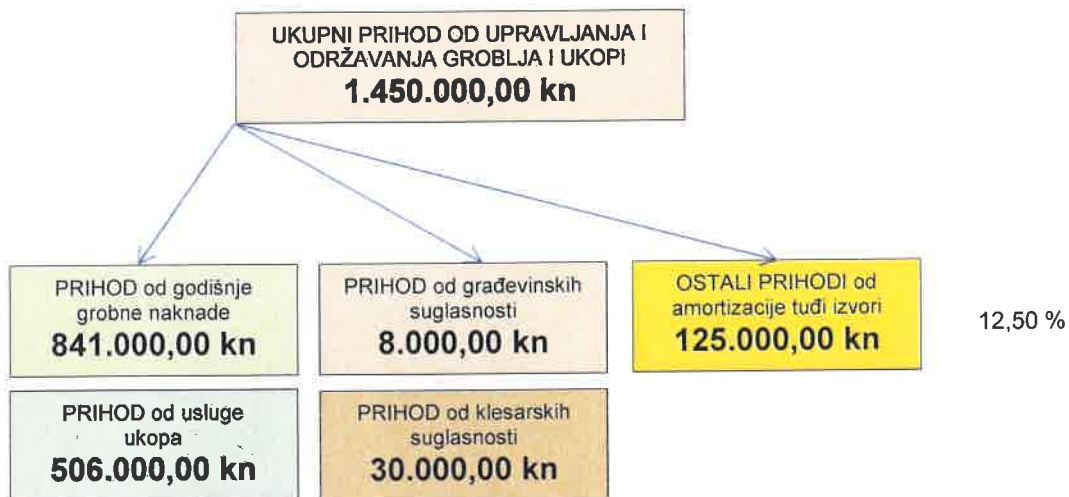 UKUPNI PRIHOD OD UPRAVLJANJA I
ODRŽAVANJA GROBLJA I UKOPI
1.450.000,00 kn
PRIHOD od godišnje
grobne naknade
841.000,00 kn
PRIHOD od građevinskih
suglasnosti
8.000,00 kn
OSTALI PRIHODI od
amortizacije tuđi izvori
125.000,00 kn
12,50 %
PRIHOD od usluge
ukopa
506.000,00 kn
PRIHOD od klesarskih
suglasnosti
30.000,00 kn